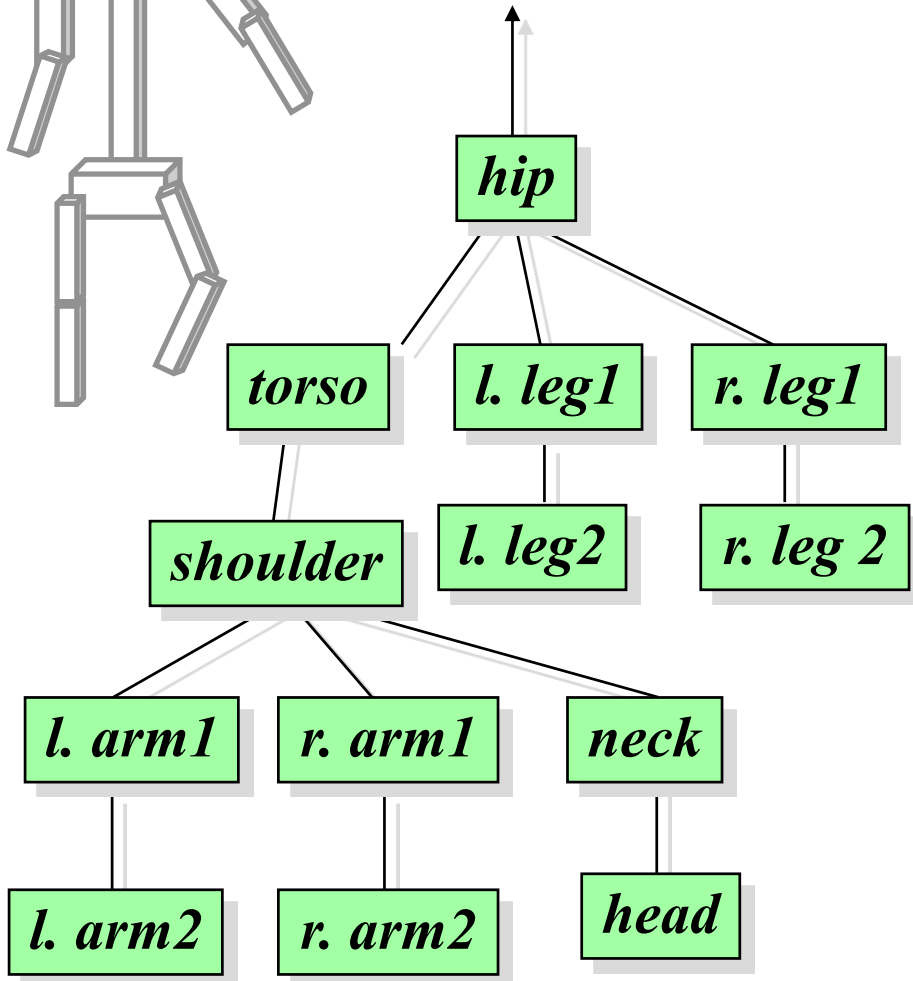 hip
torso
l. leg1
r. leg1
shoulder
l. leg2
r. leg 2
l. arm1
r. arm1
neck
l. arm2
r. arm2
head